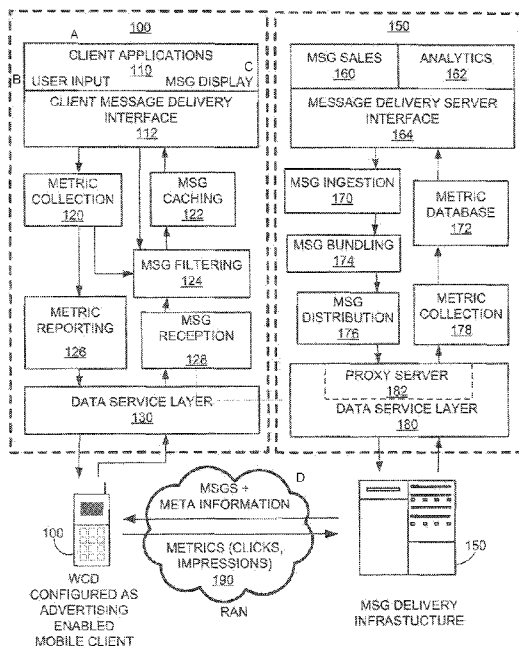 100
A
CLIENT APPLICATIONS
110
C
B
USER INPUT MSG DISPLAY
CLIENT MESSAGE DELIVERY
INTERFACE
112
METRIC
COLLECTION
120
MSG
CACHING
122
MSG FILTERING
124
METRIC
REPORTING
126
MSG
RECEPTION
128
DATA SERVICE LAYER
130
150
MSG SALES
160
ANALYTICS
162
MESSAGE DELIVERY SERVER
INTERFACE
164
MSG INGESTION
170
METRIC
DATABASE
172
MSG BUNDLING
174
MSG
DISTRIBUTION
176
METRIC
COLLECTION
178
PROXY SERVER
182
DATA SERVICE LAYER
180
100
WCD
CONFIGURED AS
ADVERTISING
ENABLED
MOBILE CLIENT
D
MSGS +
META INFORMATION
METRICS (CLICKS,
IMPRESSIONS)
190
RAN
150
MSG DELIVERY
INFRASTUCTURE